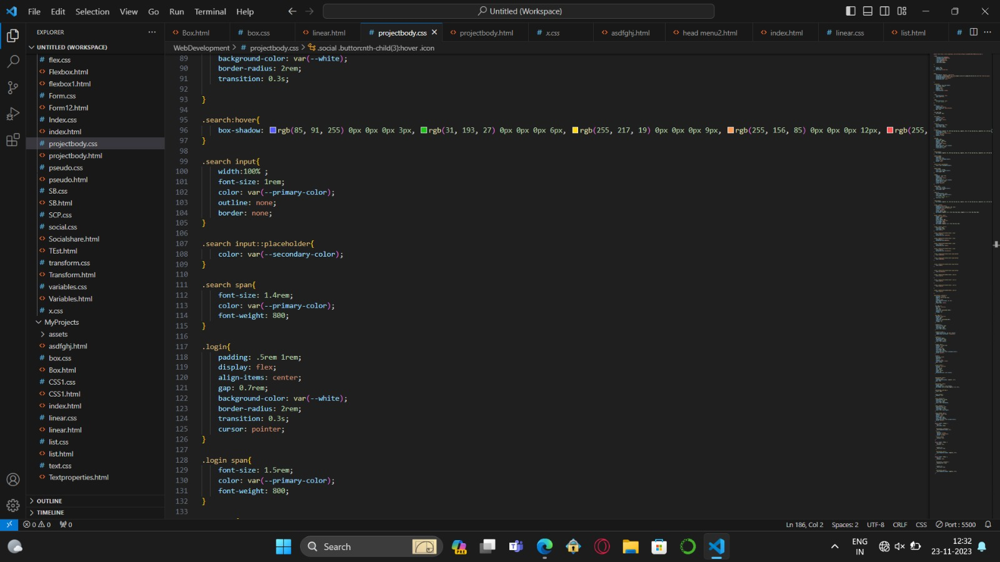 File Edit Selection View Go Run Terminal Help
Untitled (Workspace)
EXPLORER
Box.html
box.css
linear.html
projectbody.css
projectbody.html
x.css
asdfghj.html
head menu2.html
index.html
linear.css
list.html
UNTITLED (WORKSPACE)
WebDevelopment > # projectbody.css > .social .button:nth-child(3):hover .icon
flex.css
Flexbox.html
flexbox1.html
Form.css
Form12.html
Index.css
index.html
projectbody.css
projectbody.html
pseudo.css
pseudo.html
SB.css
SB.html
SCP.css
social.css
Socialshare.html
TEst.html
transform.css
Transform.html
variables.css
Variables.html
x.css
MyProjects
assets
asdfghj.html
box.css
Box.html
CSS1.css
CSS1.html
index.html
linear.css
linear.html
list.css
list.html
text.css
Textproperties.html
OUTLINE
TIMELINE
89 background-color: var(--white);
90 border-radius: 2rem;
91 transition: 0.3s;
92
93 }
94
95 .search:hover{
96 box-shadow: rgb(85, 91, 255) 0px 0px 0px 3px, rgb(31, 193, 27) 0px 0px 0px 6px, rgb(255, 217, 19) 0px 0px 0px 9px, rgb(255, 156, 85) 0px 0px 0px 12px, rgb(255,
97 }
98
99 .search input{
100 width:100% ;
101 font-size: 1rem;
102 color: var(--primary-color);
103 outline: none;
104 border: none;
105 }
106
107 .search input::placeholder{
108 color: var(--secondary-color);
109 }
110
111 .search span{
112 font-size: 1.4rem;
113 color: var(--primary-color);
114 font-weight: 800;
115 }
116
117 .login{
118 padding: .5rem 1rem;
119 display: flex;
120 align-items: center;
121 gap: 0.7rem;
122 background-color: var(--white);
123 border-radius: 2rem;
124 transition: 0.3s;
125 cursor: pointer;
126 }
127
128 .login span{
129 font-size: 1.5rem;
130 color: var(--primary-color);
131 font-weight: 800;
132 }
133
0 0 0
Ln 186, Col 2 Spaces: 2 UTF-8 CRLF CSS Port : 5500
Search
PRE
ENG
IN
12:32
23-11-2023